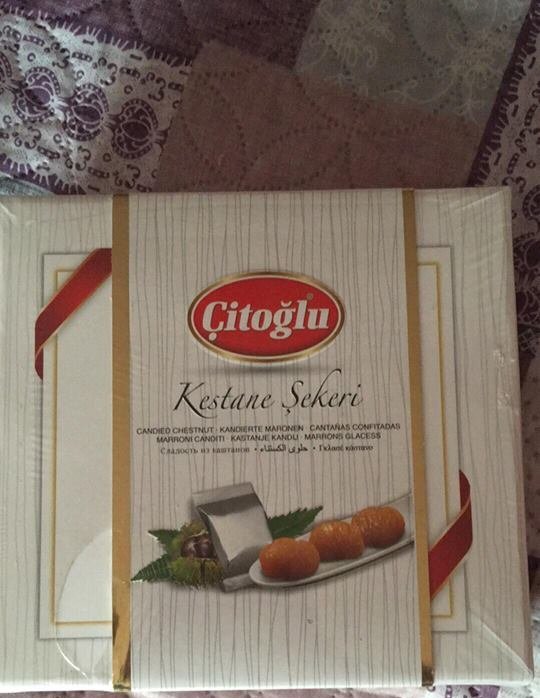 Çitoğlu®
Kestane Şekeri
CANDIED CHESTNUT · KANDIERTE MARONEN · CANTAÑAS CONFITADAS
MARRONI CANDITI · KASTANJE KANDIJ · MARRONS GLACESS
Сладость из каштанов • حلوى الكستناء • Γκλασέ κάστανο